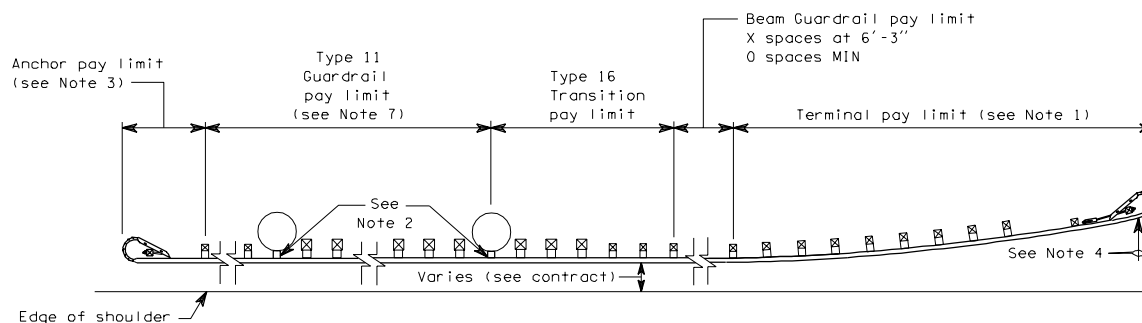 Anchor pay limit
(see Note 3)
Type 11
Guardrail
pay limit
(see Note 7)
Type 16
Transition
pay limit
Beam Guardrail pay limit
X spaces at 6'-3"
0 spaces MIN
Terminal pay limit (see Note 1)
See
Note 2
See Note 4
Varies (see contract)
Edge of shoulder